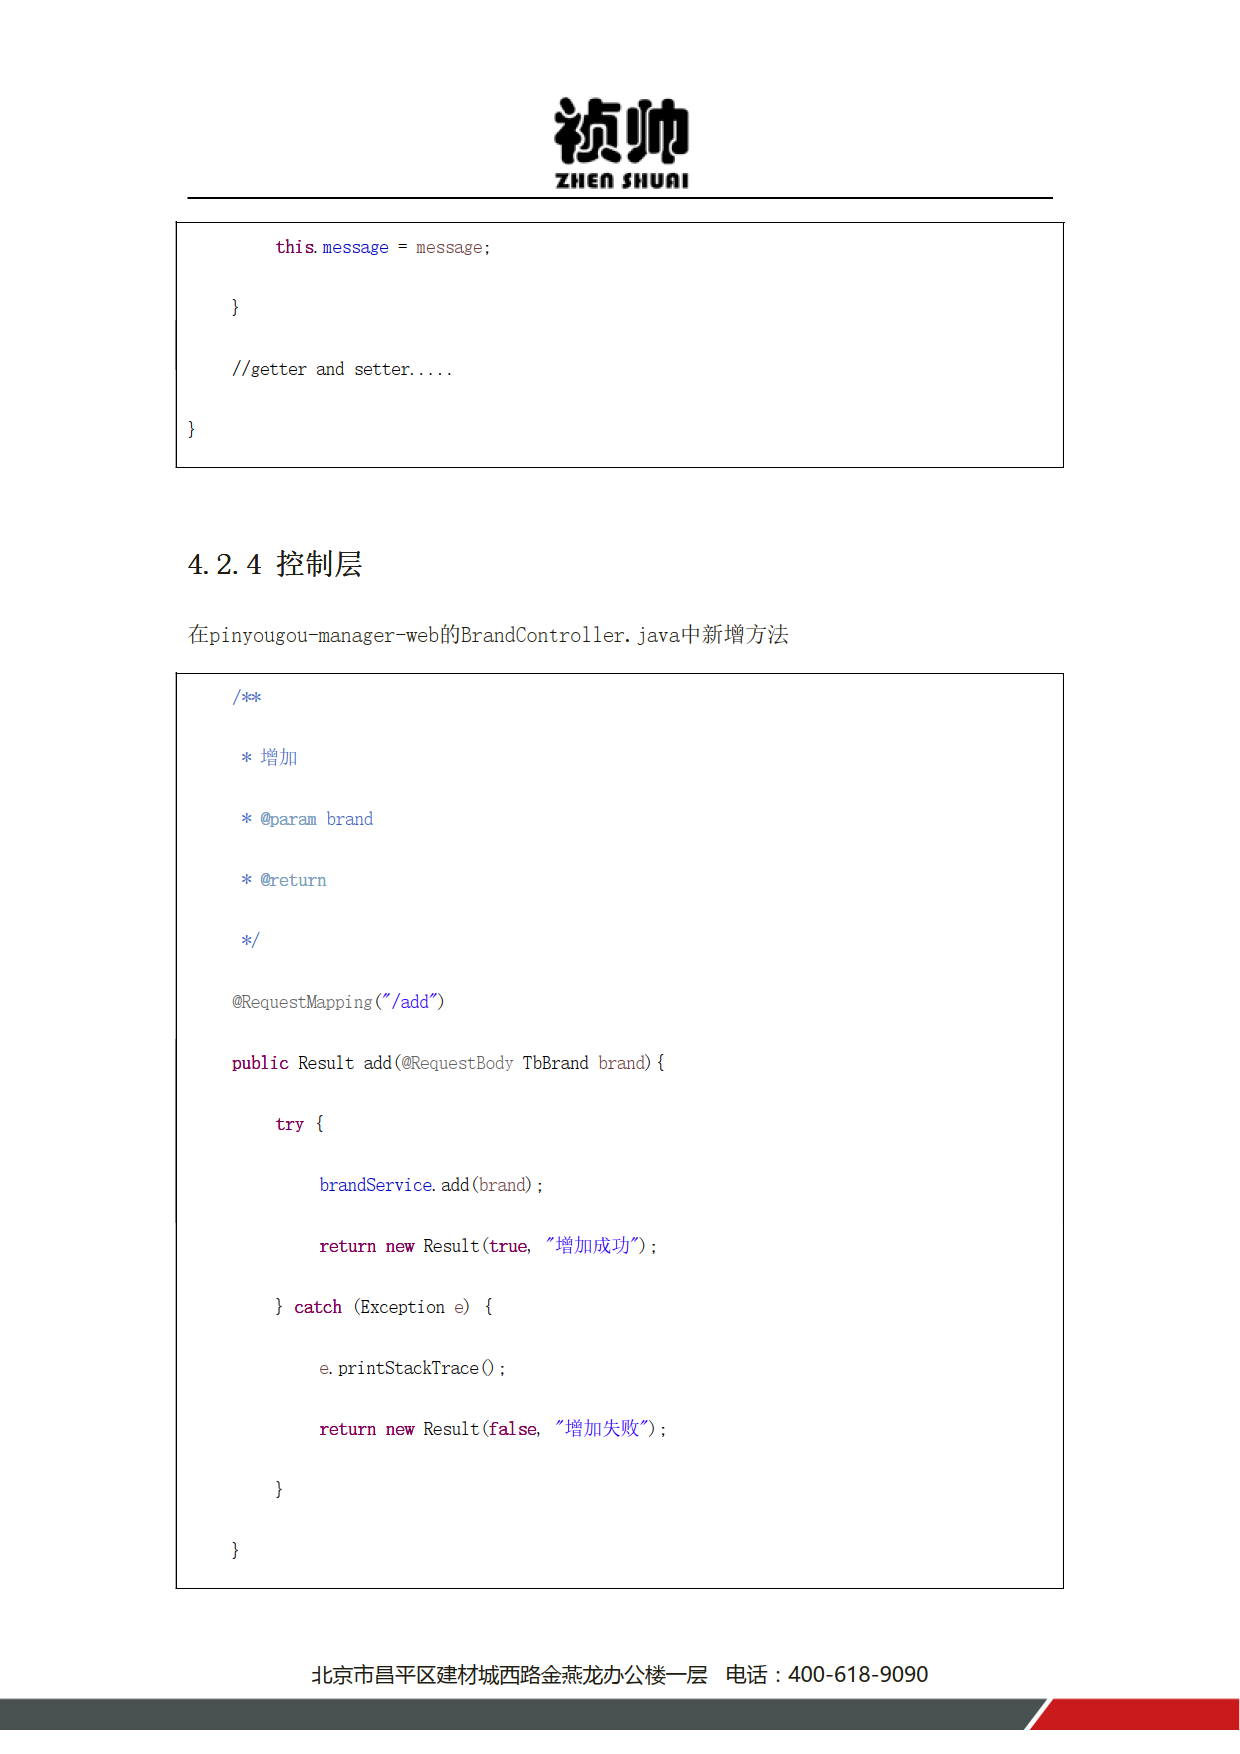 祯帅
ZHEN SHUAI
this.message = message;
}
//getter and setter.....
}
4.2.4 控制层
在pinyougou-manager-web的BrandController.java中新增方法
/**
* 增加
* @param brand
* @return
*/
@RequestMapping("/add")
public Result add(@RequestBody TbBrand brand){
try {
brandService.add(brand);
return new Result(true, "增加成功");
} catch (Exception e) {
e.printStackTrace();
return new Result(false, "增加失败");
}
}
北京市昌平区建材城西路金燕龙办公楼一层 电话：400-618-9090